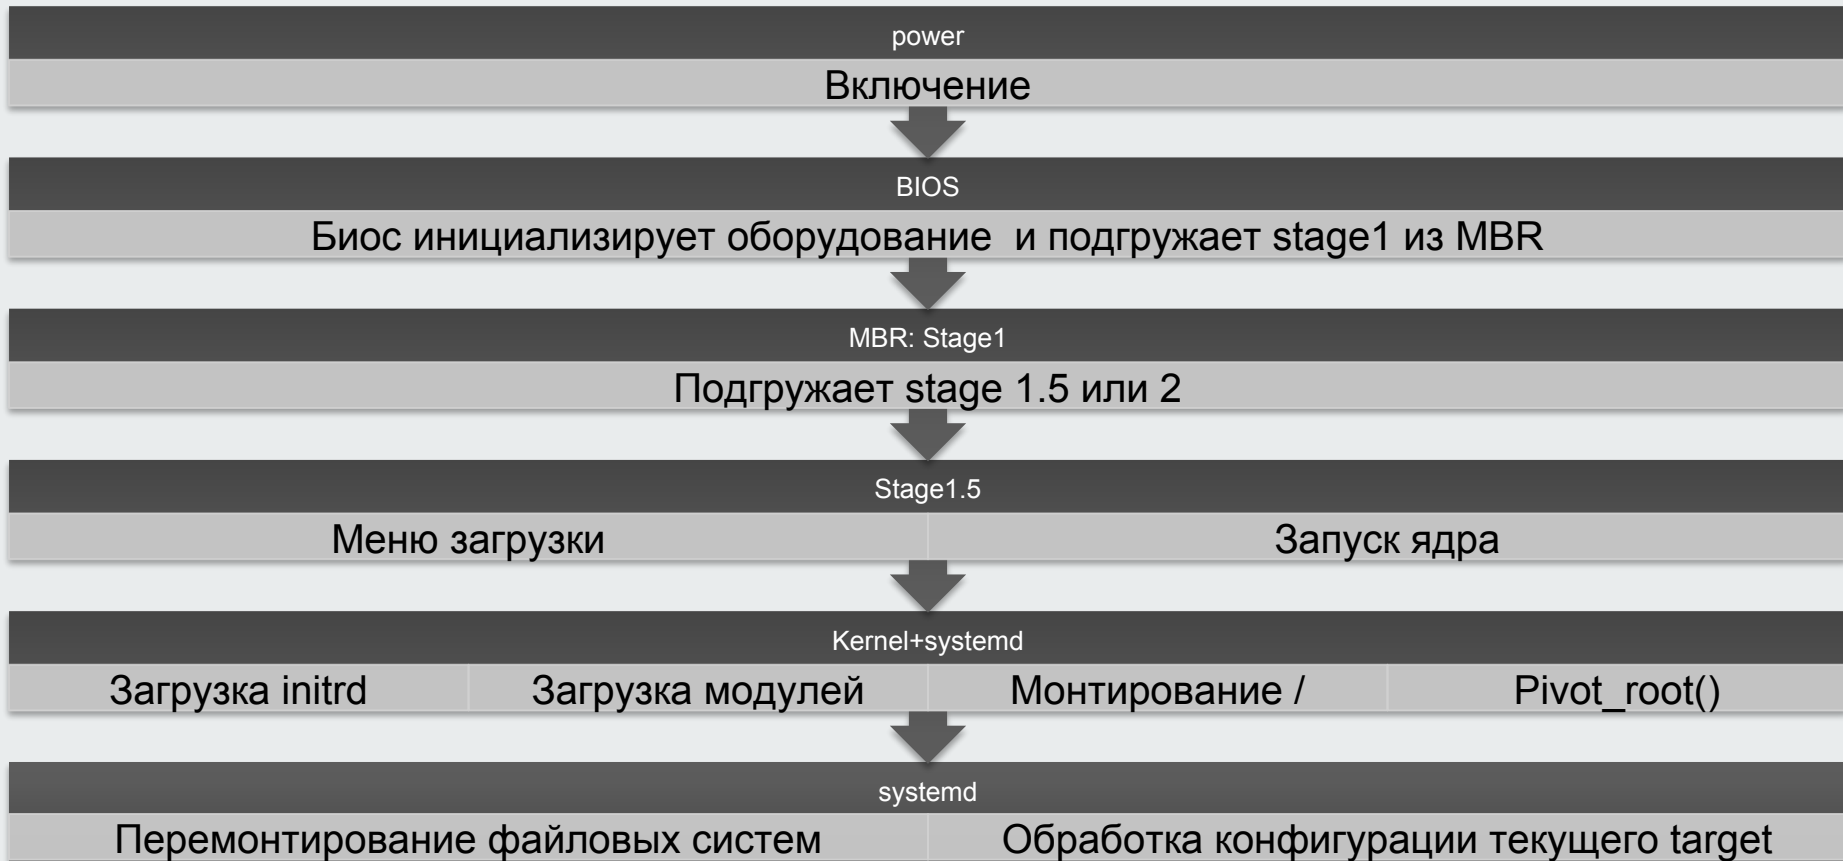 power
Включение
BIOS
Биос инициализирует оборудование  и подгружает stage1 из MBR
MBR: Stage1
Подгружает stage 1.5 или 2
Stage1.5
Меню загрузки
Запуск ядра
Kernel+systemd
Загрузка initrd
Загрузка модулей
Монтирование /
Pivot_root()
systemd
Перемонтирование файловых систем
Обработка конфигурации текущего target